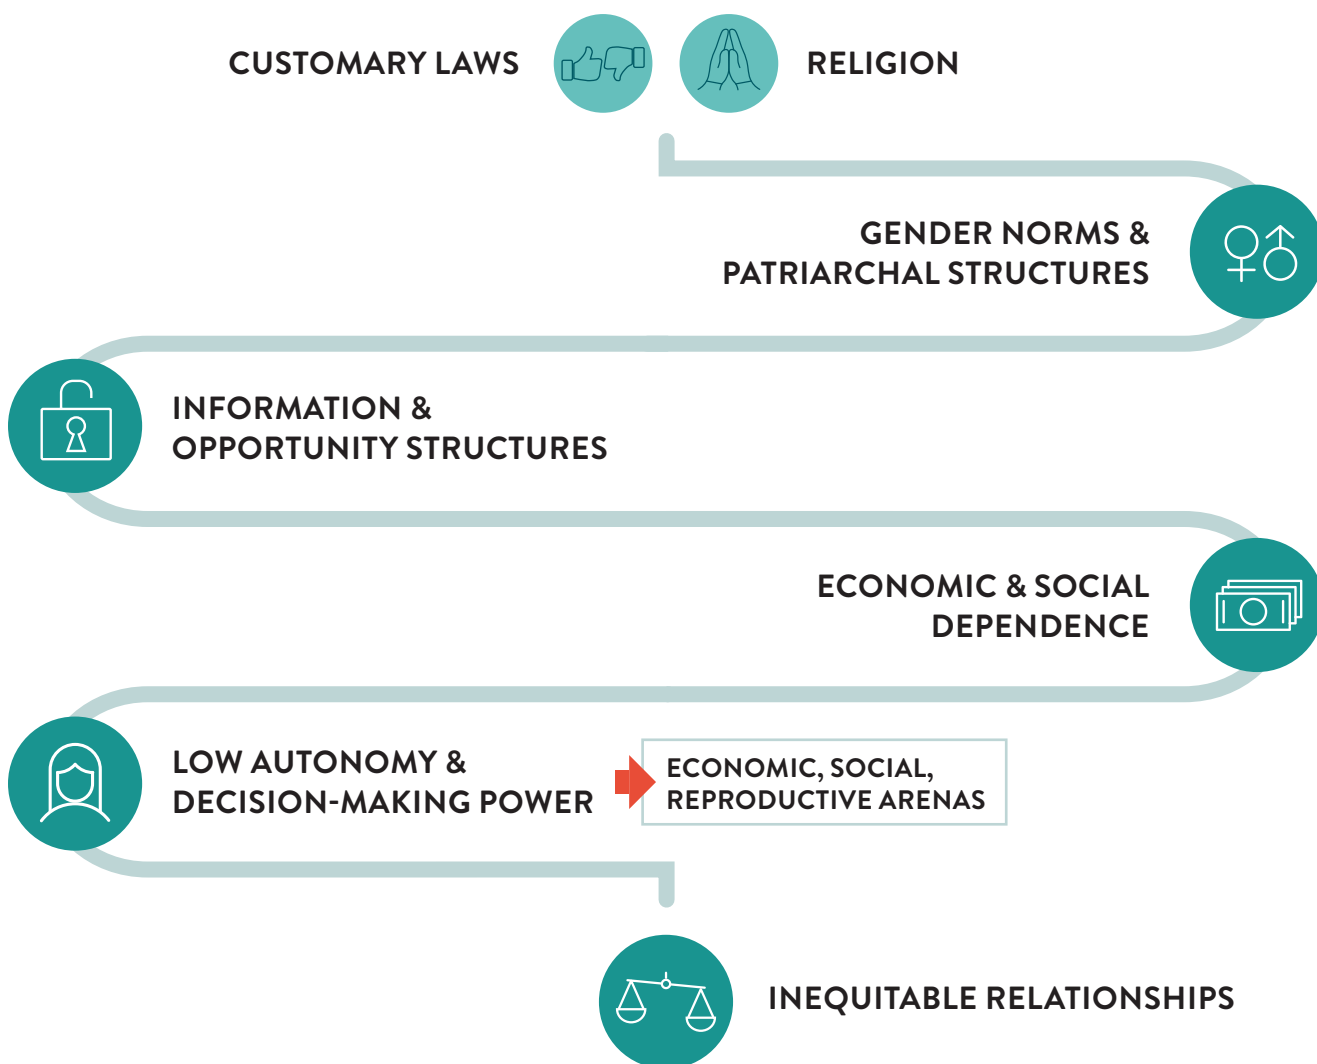 CUSTOMARY LAWS
RELIGION
GENDER NORMS &
PATRIARCHAL STRUCTURES
INFORMATION &
OPPORTUNITY STRUCTURES
ECONOMIC & SOCIAL
DEPENDENCE
LOW AUTONOMY &
DECISION-MAKING POWER
ECONOMIC, SOCIAL,
REPRODUCTIVE ARENAS
INEQUITABLE RELATIONSHIPS